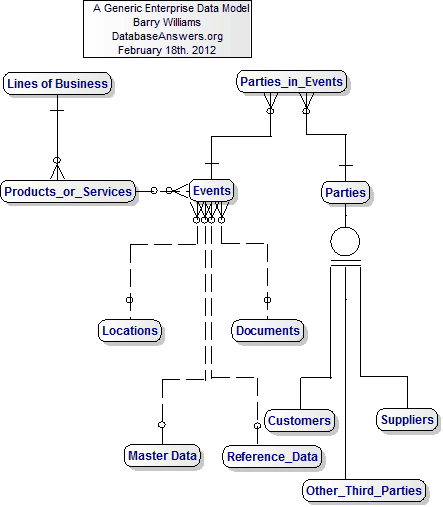 A Generic Enterprise Data Model
Barry Williams
DatabaseAnswers.org
February 18th. 2012
Lines of Business
Parties_in_Events
Products_or_Services
Events
Parties
Locations
Documents
Customers
Suppliers
Master Data
Reference_Data
Other_Third_Parties